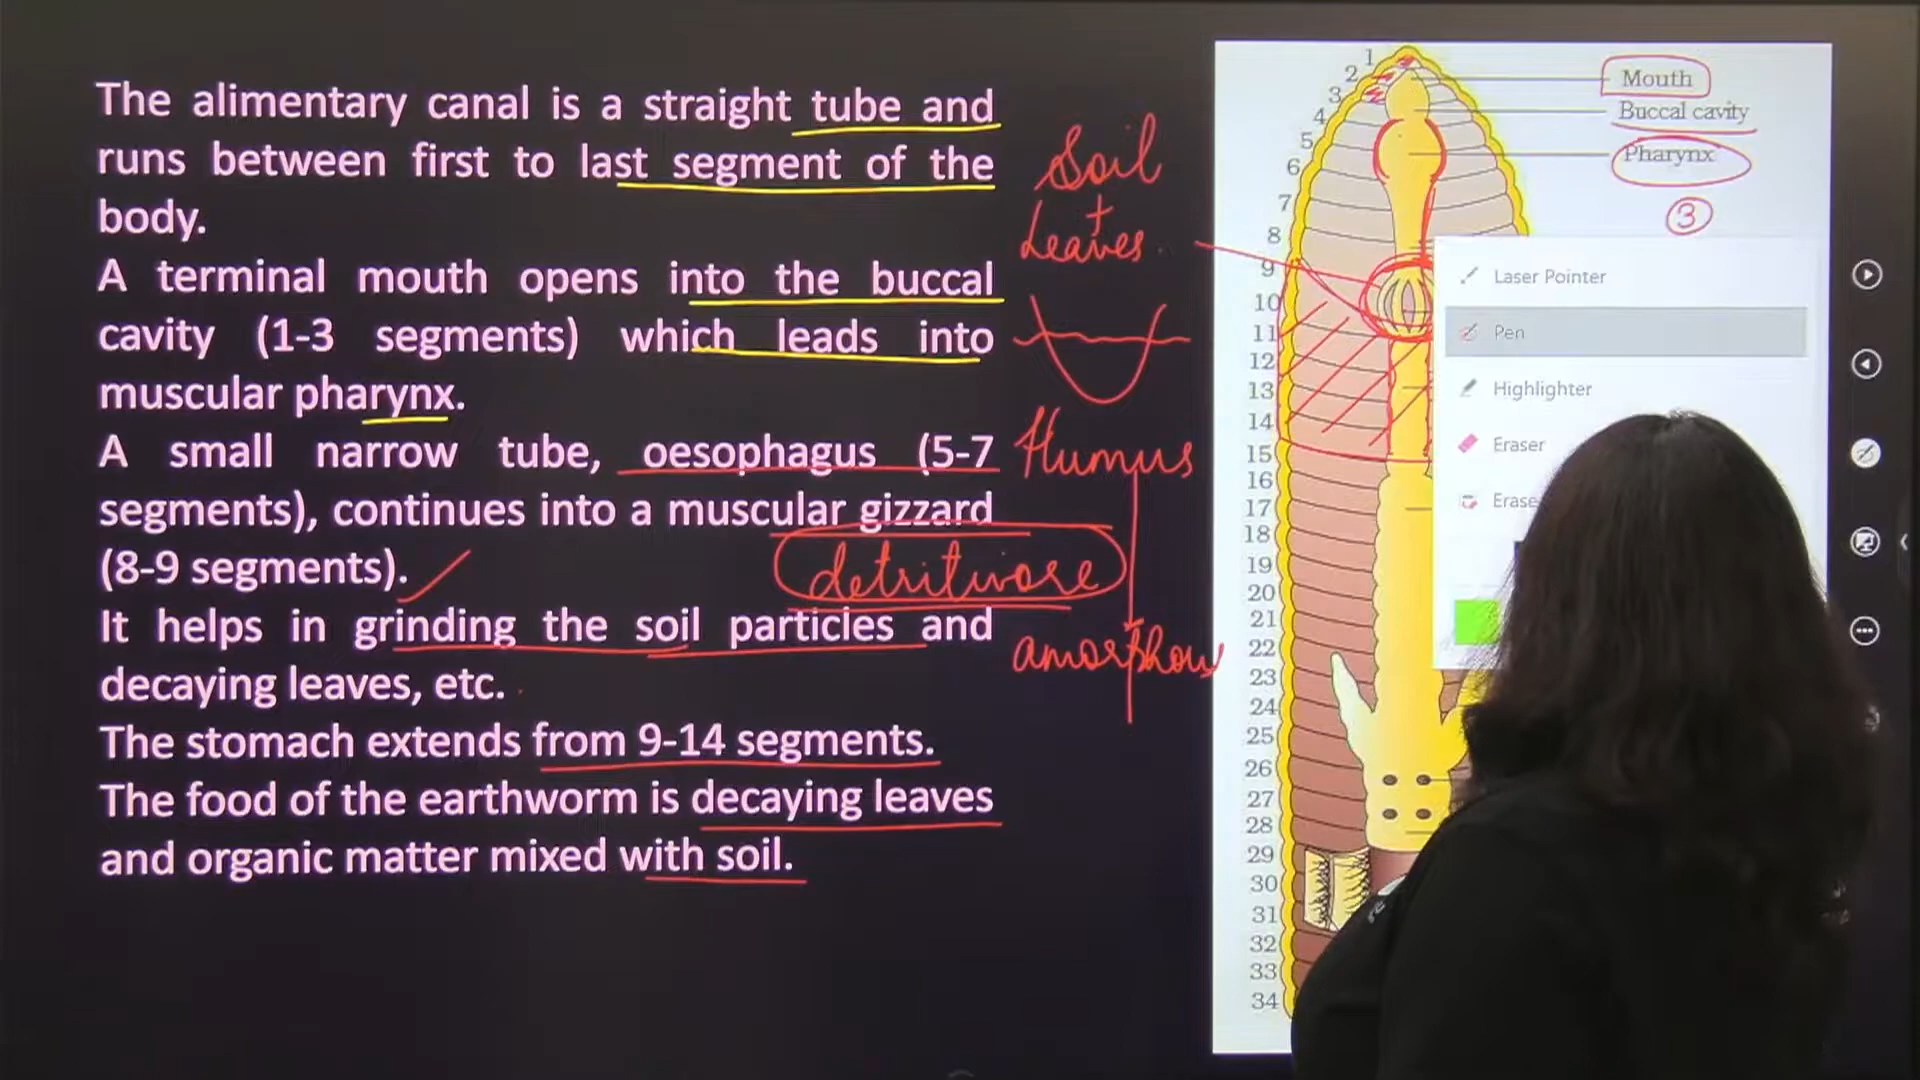 The alimentary canal is a straight tube and
runs between first to last segment of the
body.
A terminal mouth opens into the buccal
cavity (1-3 segments) which leads into
muscular pharynx.
A small narrow tube, oesophagus (5-7
segments), continues into a muscular gizzard
(8-9 segments).
It helps in grinding the soil particles and
decaying leaves, etc.
The stomach extends from 9-14 segments.
The food of the earthworm is decaying leaves
and organic matter mixed with soil.
detritivore
Soil
+
Leaves
Humus
amorphous
1
2
3
4
5
6
7
8
9
10
11
12
13
14
15
16
17
18
19
20
21
22
23
24
25
26
27
28
29
30
31
32
33
34
Mouth
Buccal cavity
Pharynx
3
Laser Pointer
Pen
Highlighter
Eraser
Erase